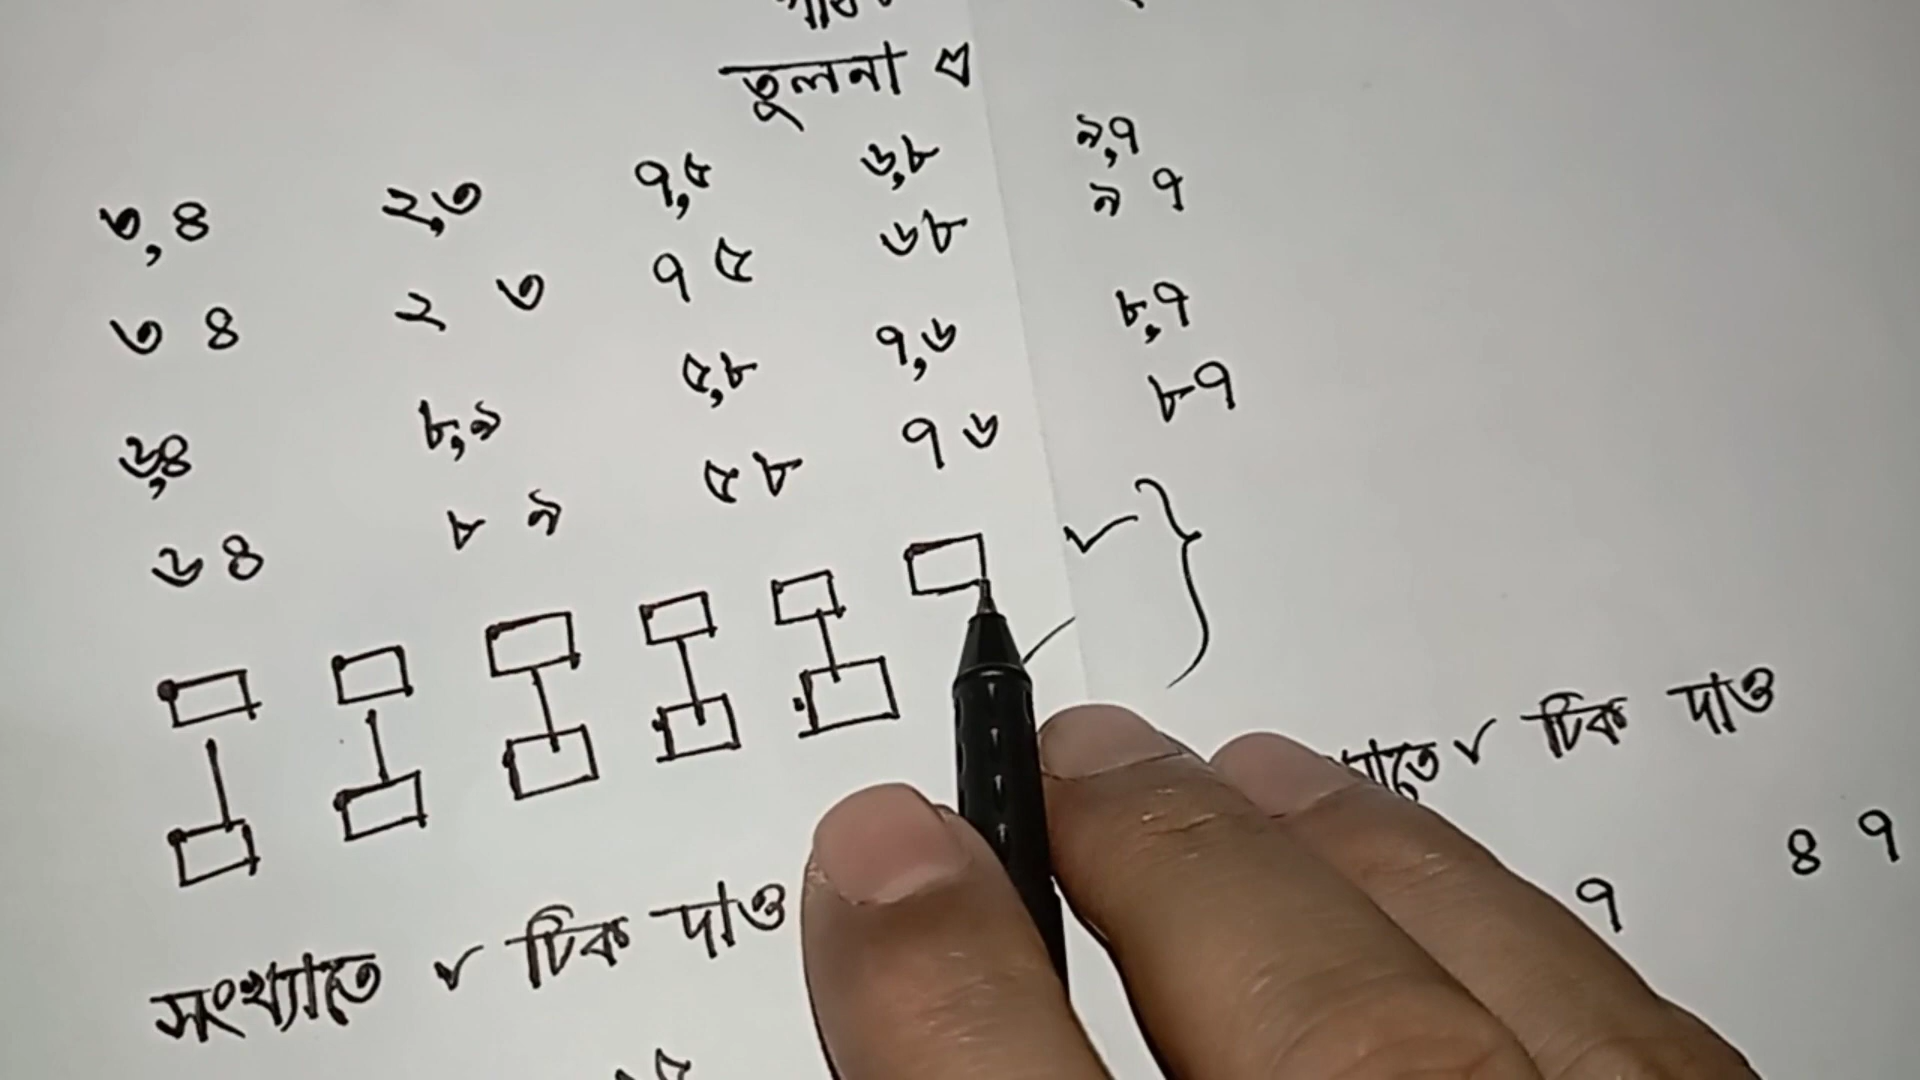 তুলনা
৩,৪ ২,৩ ৭,৫ ৬,৮ ৯,৭
৩ ৪ ২ ৩ ৭ ৫ ৬ ৮ ৯ ৭
৬,৪ ৮,৯ ৫,৮ ৭,৬ ৮,৭
৬ ৪ ৮ ৯ ৫ ৮ ৭ ৬ ৮ ৭
সংখ্যাতে ✓ টিক দাও
✓ টিক দাও
৭ ৪ ৭